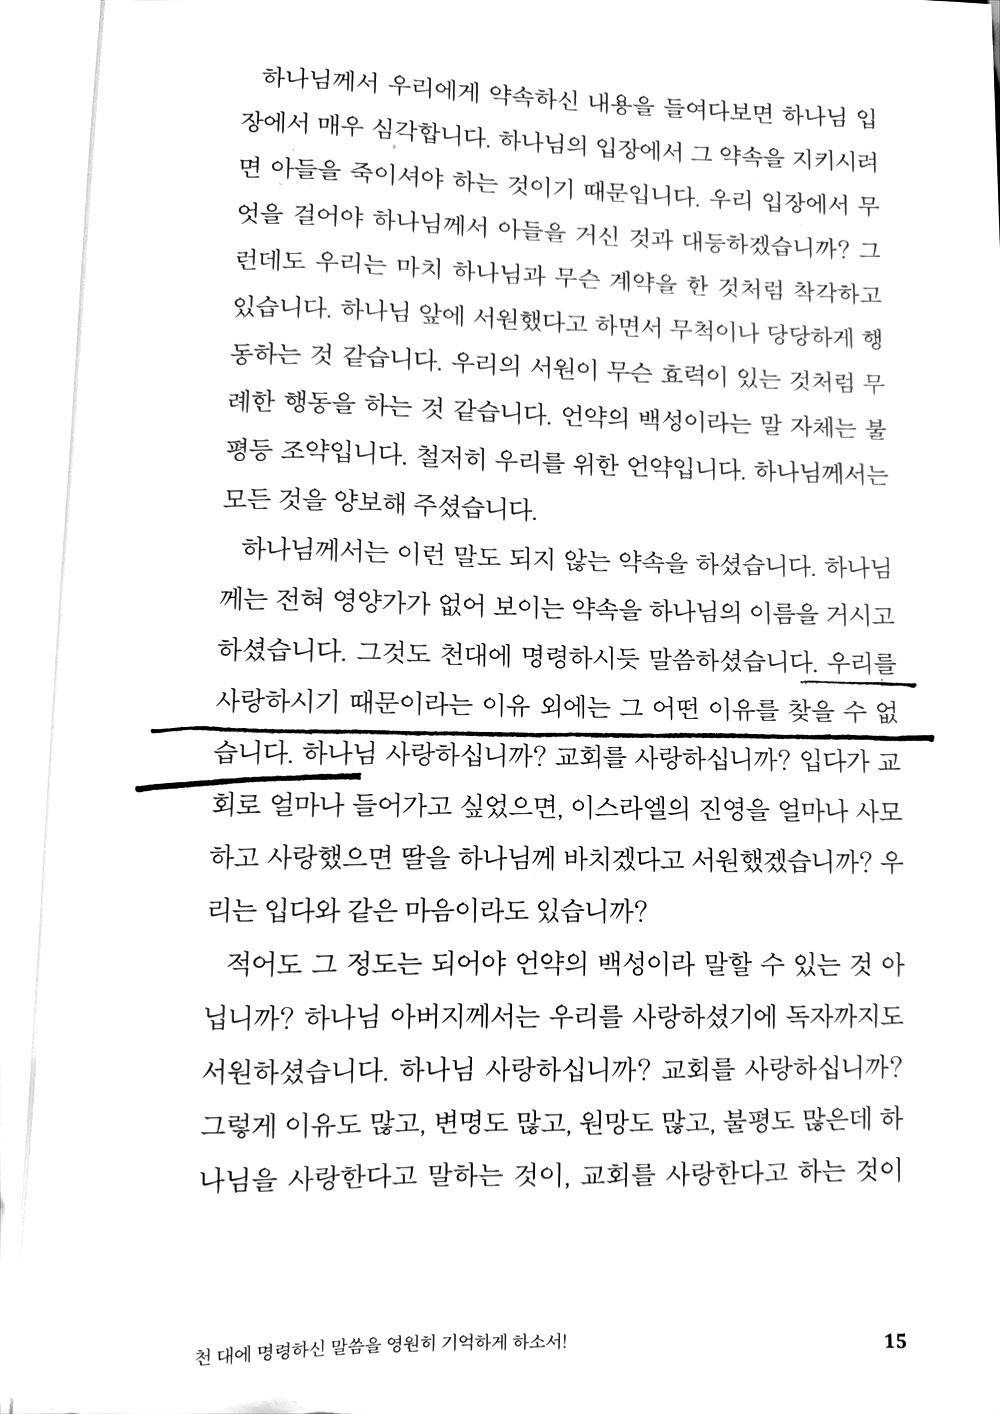 하나님께서 우리에게 약속하신 내용을 들여다보면 하나님 입
장에서 매우 심각합니다. 하나님의 입장에서 그 약속을 지키시려
면 아들을 죽이셔야 하는 것이기 때문입니다. 우리 입장에서 무
엇을 걸어야 하나님께서 아들을 거신 것과 대등하겠습니까? 그
런데도 우리는 마치 하나님과 무슨 계약을 한 것처럼 착각하고
있습니다. 하나님 앞에 서원했다고 하면서 무척이나 당당하게 행
동하는 것 같습니다. 우리의 서원이 무슨 효력이 있는 것처럼 무
례한 행동을 하는 것 같습니다. 언약의 백성이라는 말 자체는 불
평등 조약입니다. 철저히 우리를 위한 언약입니다. 하나님께서는
모든 것을 양보해 주셨습니다.
하나님께서는 이런 말도 되지 않는 약속을 하셨습니다. 하나님
께는 전혀 영양가가 없어 보이는 약속을 하나님의 이름을 거시고
하셨습니다. 그것도 천대에 명령하시듯 말씀하셨습니다. 우리를
사랑하시기 때문이라는 이유 외에는 그 어떤 이유를 찾을 수 없
습니다. 하나님 사랑하십니까? 교회를 사랑하십니까? 입다가 교
회로 얼마나 들어가고 싶었으면, 이스라엘의 진영을 얼마나 사모
하고 사랑했으면 딸을 하나님께 바치겠다고 서원했겠습니까? 우
리는 입다와 같은 마음이라도 있습니까?
적어도 그 정도는 되어야 언약의 백성이라 말할 수 있는 것 아
닙니까? 하나님 아버지께서는 우리를 사랑하셨기에 독자까지도
서원하셨습니다. 하나님 사랑하십니까? 교회를 사랑하십니까?
그렇게 이유도 많고, 변명도 많고, 원망도 많고, 불평도 많은데 하
나님을 사랑한다고 말하는 것이, 교회를 사랑한다고 하는 것이
천 대에 명령하신 말씀을 영원히 기억하게 하소서! 15